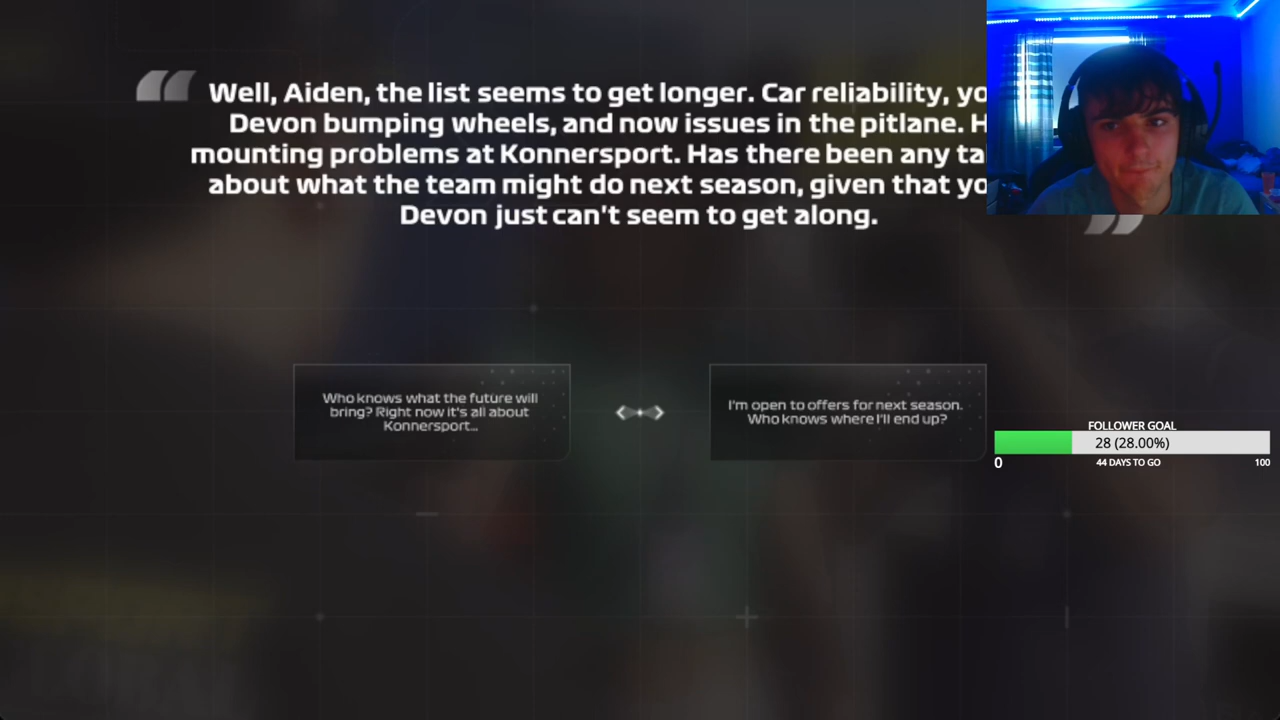 Well, Aiden, the list seems to get longer. Car reliability,
Devon bumping wheels, and now issues in the pitlane.
mounting problems at Konnersport. Has there been any
about what the team might do next season, given that
Devon just can't seem to get along.
Who knows what the future will
bring? Right now it's all about
Konnersport...
I'm open to offers for next season.
Who knows where I'll end up?
FOLLOWER GOAL
28 (28.00%)
0
44 DAYS TO GO
100